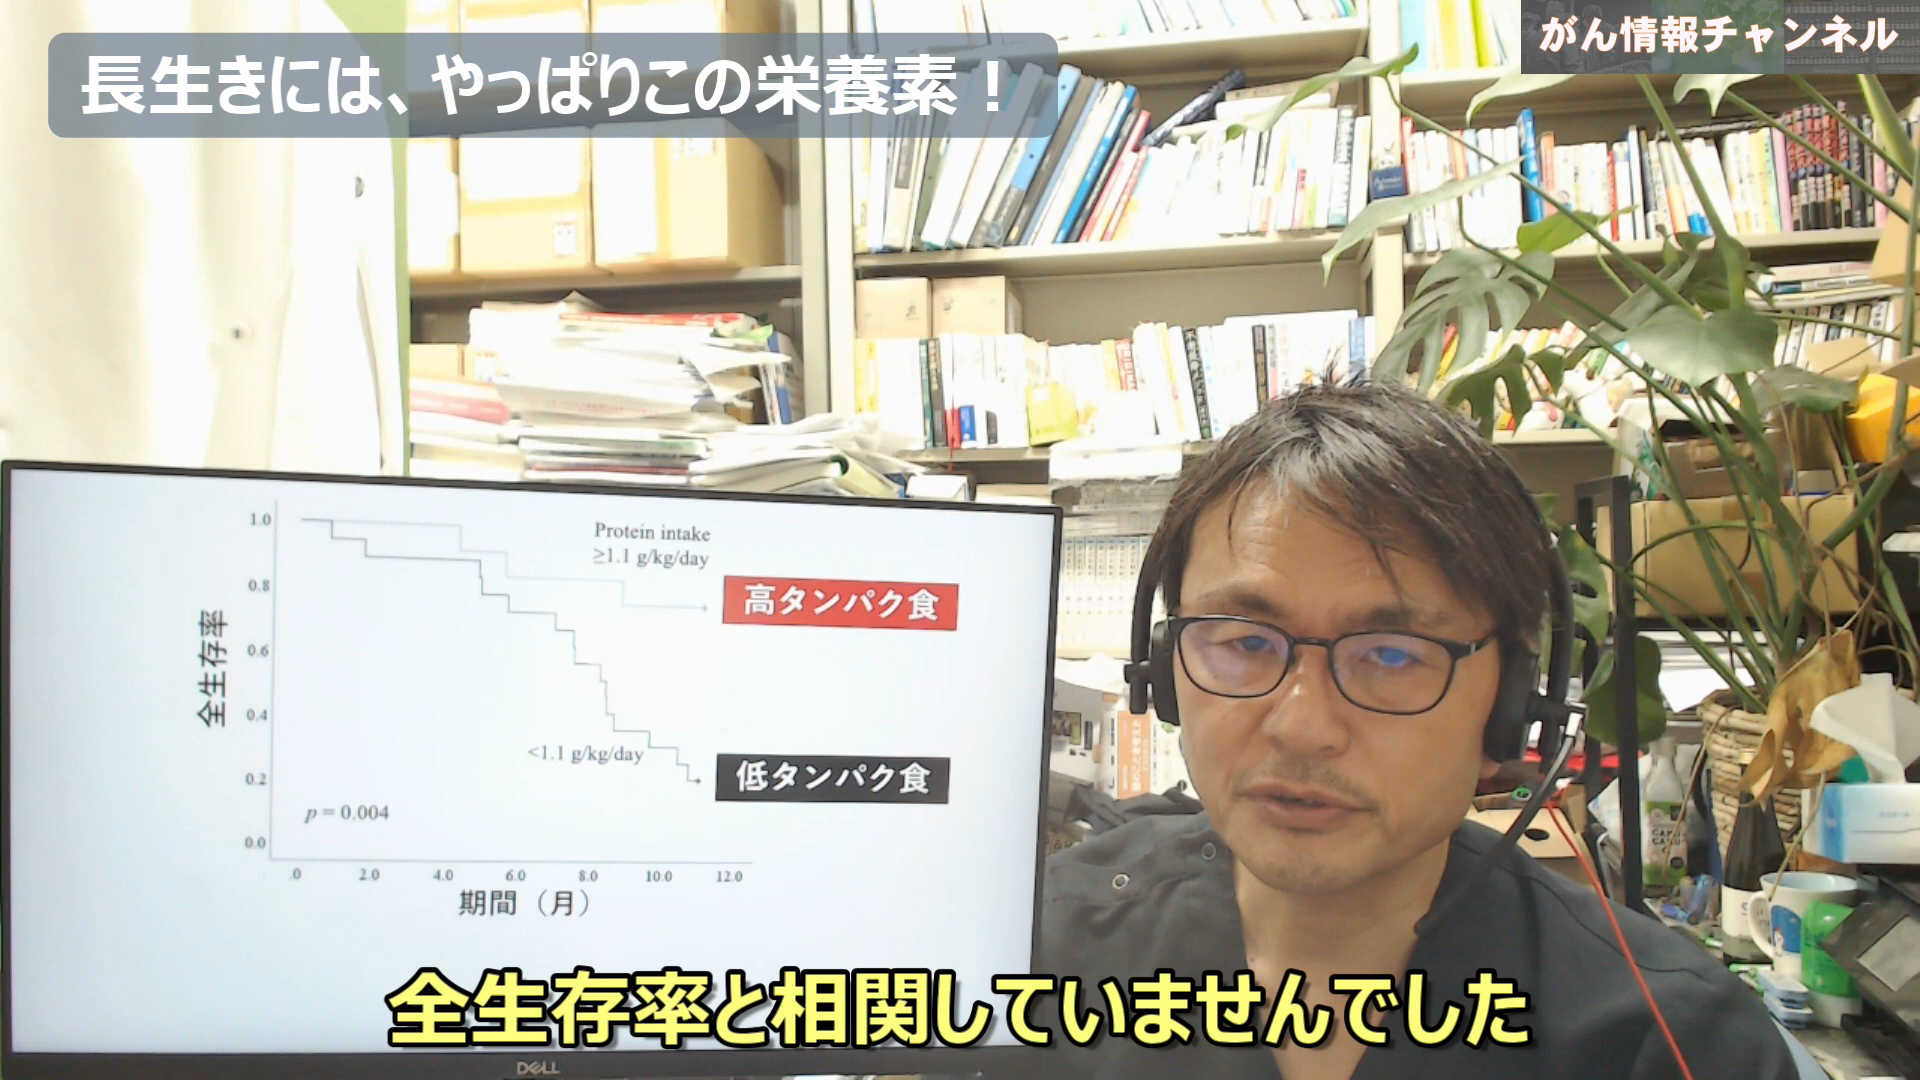 がん情報チャンネル
長生きには、やっぱりこの栄養素！
Protein intake
≥1.1 g/kg/day
高タンパク食
<1.1 g/kg/day
低タンパク食
p = 0.004
全生存率
1.0
0.8
0.6
0.4
0.2
0.0
.0 2.0 4.0 6.0 8.0 10.0 12.0
期間（月）
全生存率と相関していませんでした
DELL